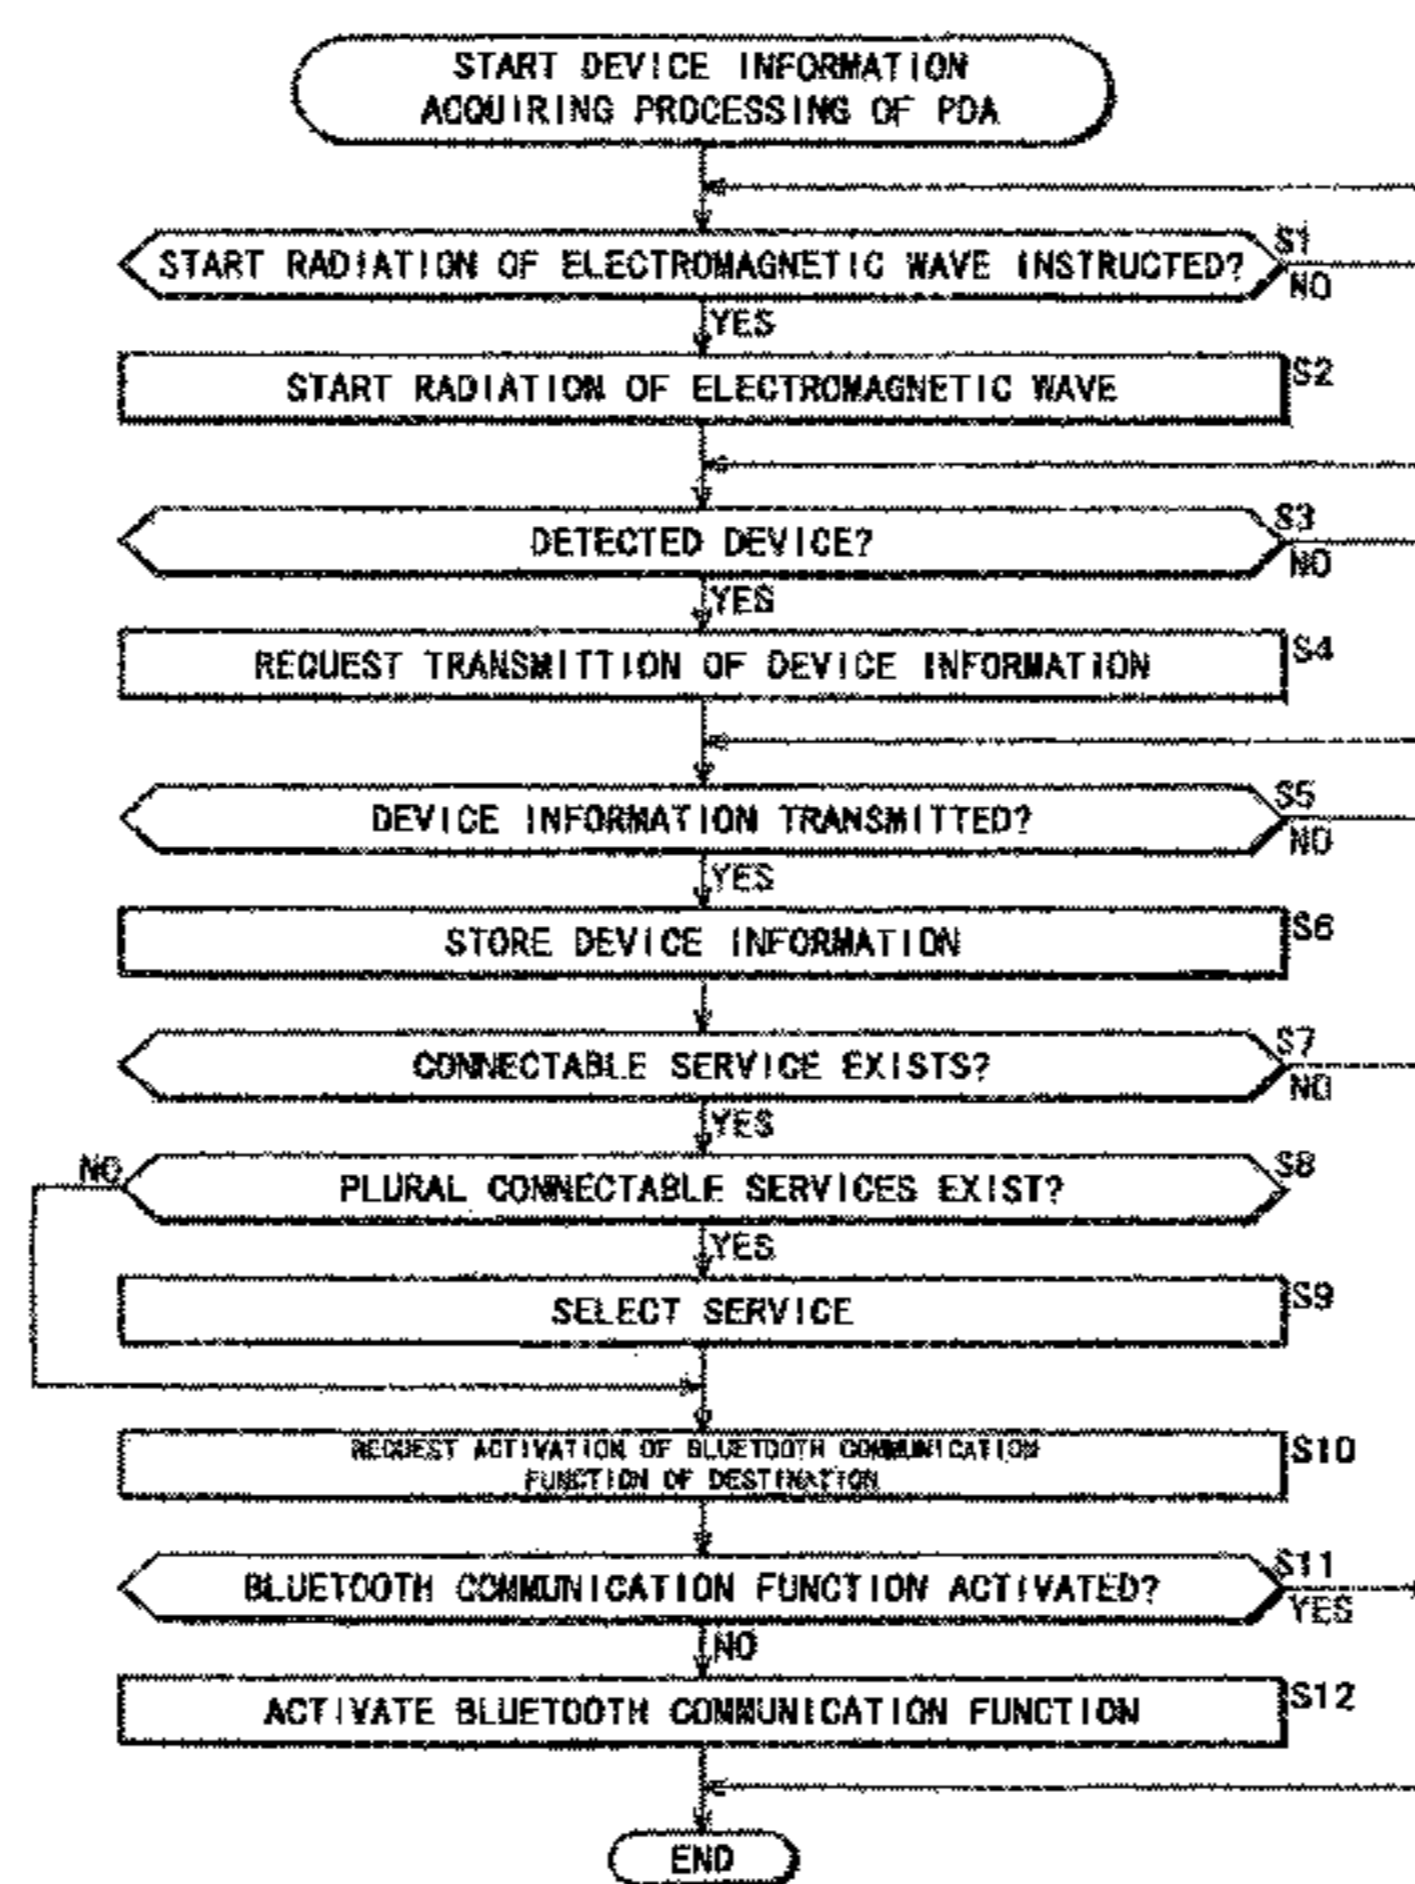 START DEVICE INFORMATION
ACQUIRING PROCESSING OF PDA
START RADIATION OF ELECTROMAGNETIC WAVE INSTRUCTED?
S1
NO
YES
START RADIATION OF ELECTROMAGNETIC WAVE
S2
DETECTED DEVICE?
S3
NO
YES
REQUEST TRANSMITTION OF DEVICE INFORMATION
S4
DEVICE INFORMATION TRANSMITTED?
S5
NO
YES
STORE DEVICE INFORMATION
S6
CONNECTABLE SERVICE EXISTS?
S7
NO
YES
NO
PLURAL CONNECTABLE SERVICES EXIST?
S8
YES
SELECT SERVICE
S9
REQUEST ACTIVATION OF BLUETOOTH COMMUNICATION
FUNCTION OF DESTINATION
S10
BLUETOOTH COMMUNICATION FUNCTION ACTIVATED?
S11
YES
NO
ACTIVATE BLUETOOTH COMMUNICATION FUNCTION
S12
END